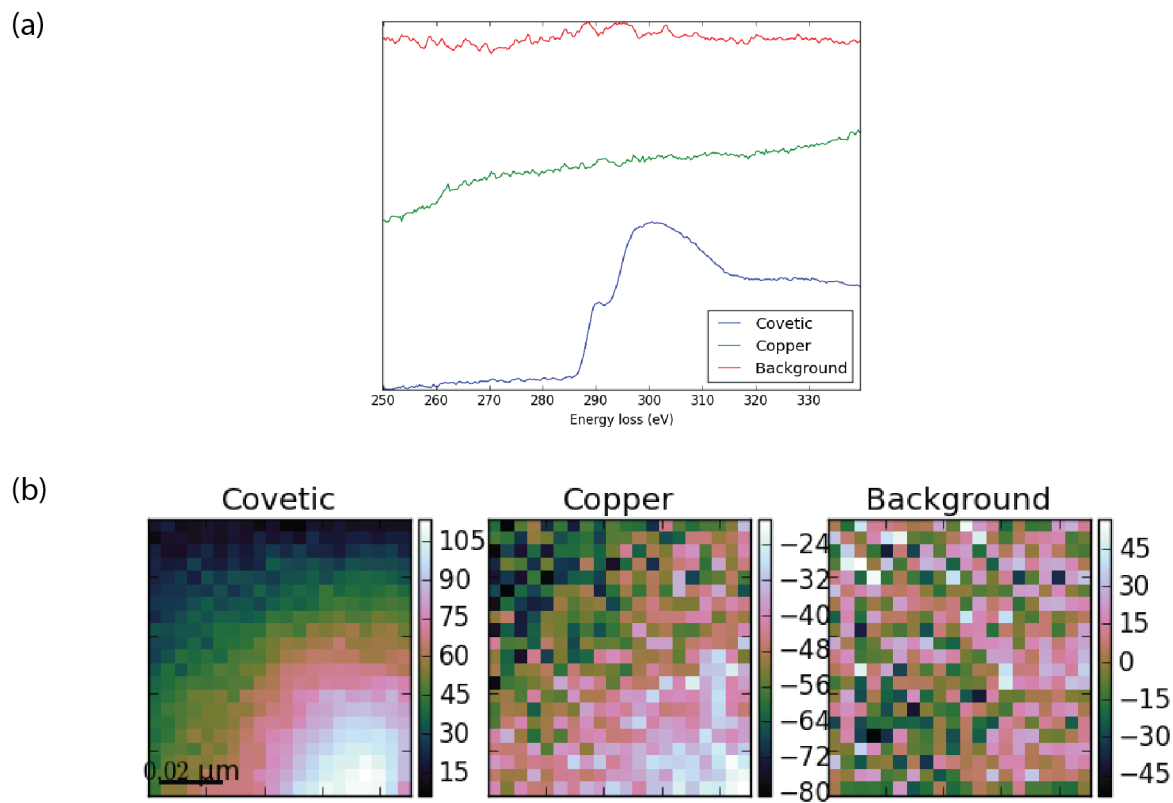 (a)
Covetic
Copper
Background
250 260 270 280 290 300 310 320 330
Energy loss (eV)
(b)
Covetic Copper Background
105
90
75
60
45
30
15
0.02 μm
−24
−32
−40
−48
−56
−64
−72
−80
45
30
15
0
−15
−30
−45